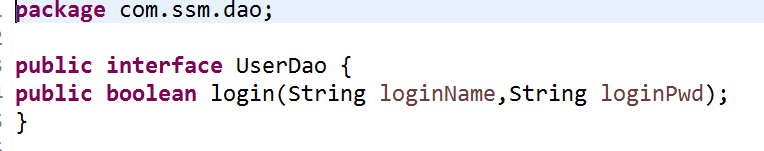 package com.ssm.dao;
public interface UserDao {
public boolean login(String loginName,String loginPwd);
}